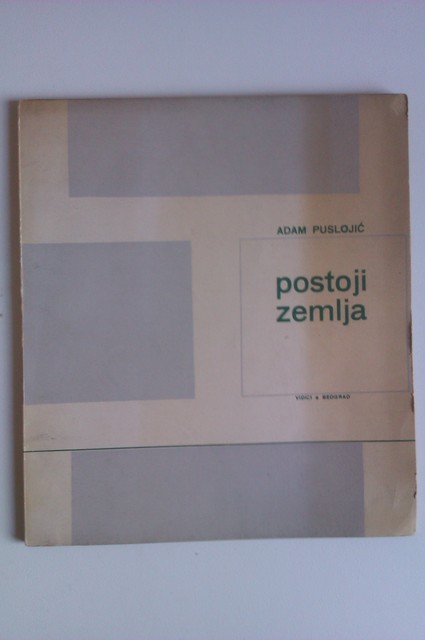 ADAM PUSLOJIĆ
postoji
zemlja
VIDICI • BEOGRAD